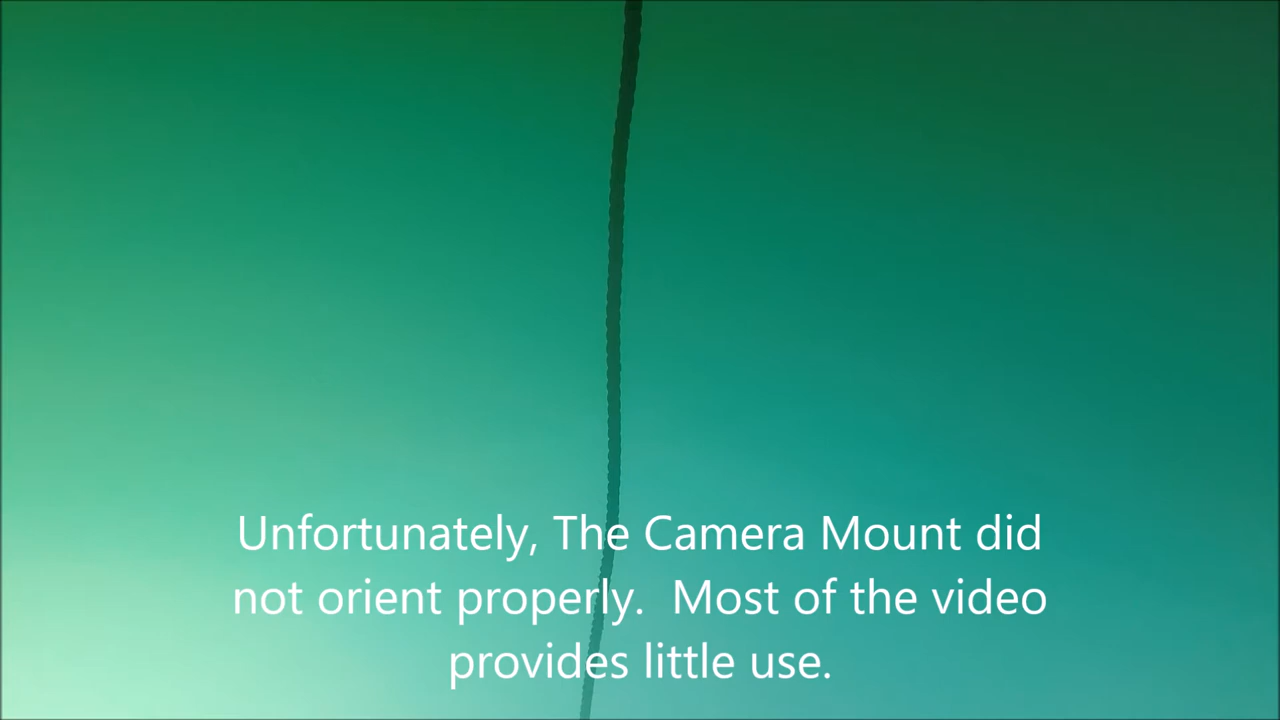 Unfortunately, The Camera Mount did
not orient properly.  Most of the video
provides little use.